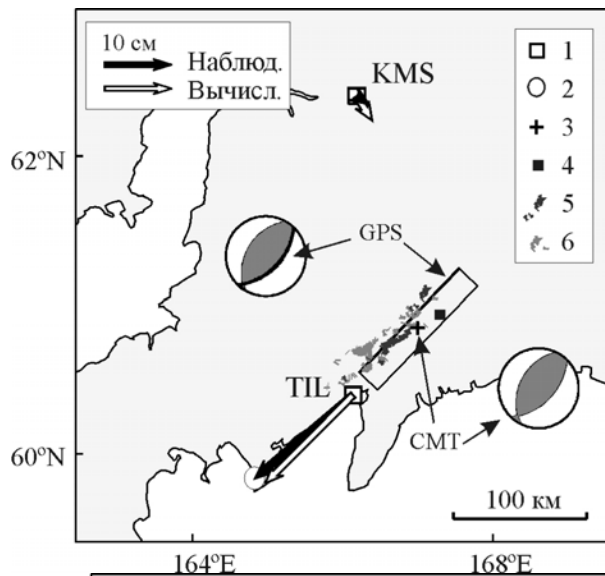 10 см
Наблюд.
Вычисл.
KMS
1
2
3
4
5
6
62°N
GPS
TIL
CMT
60°N
100 км
164°E
168°E